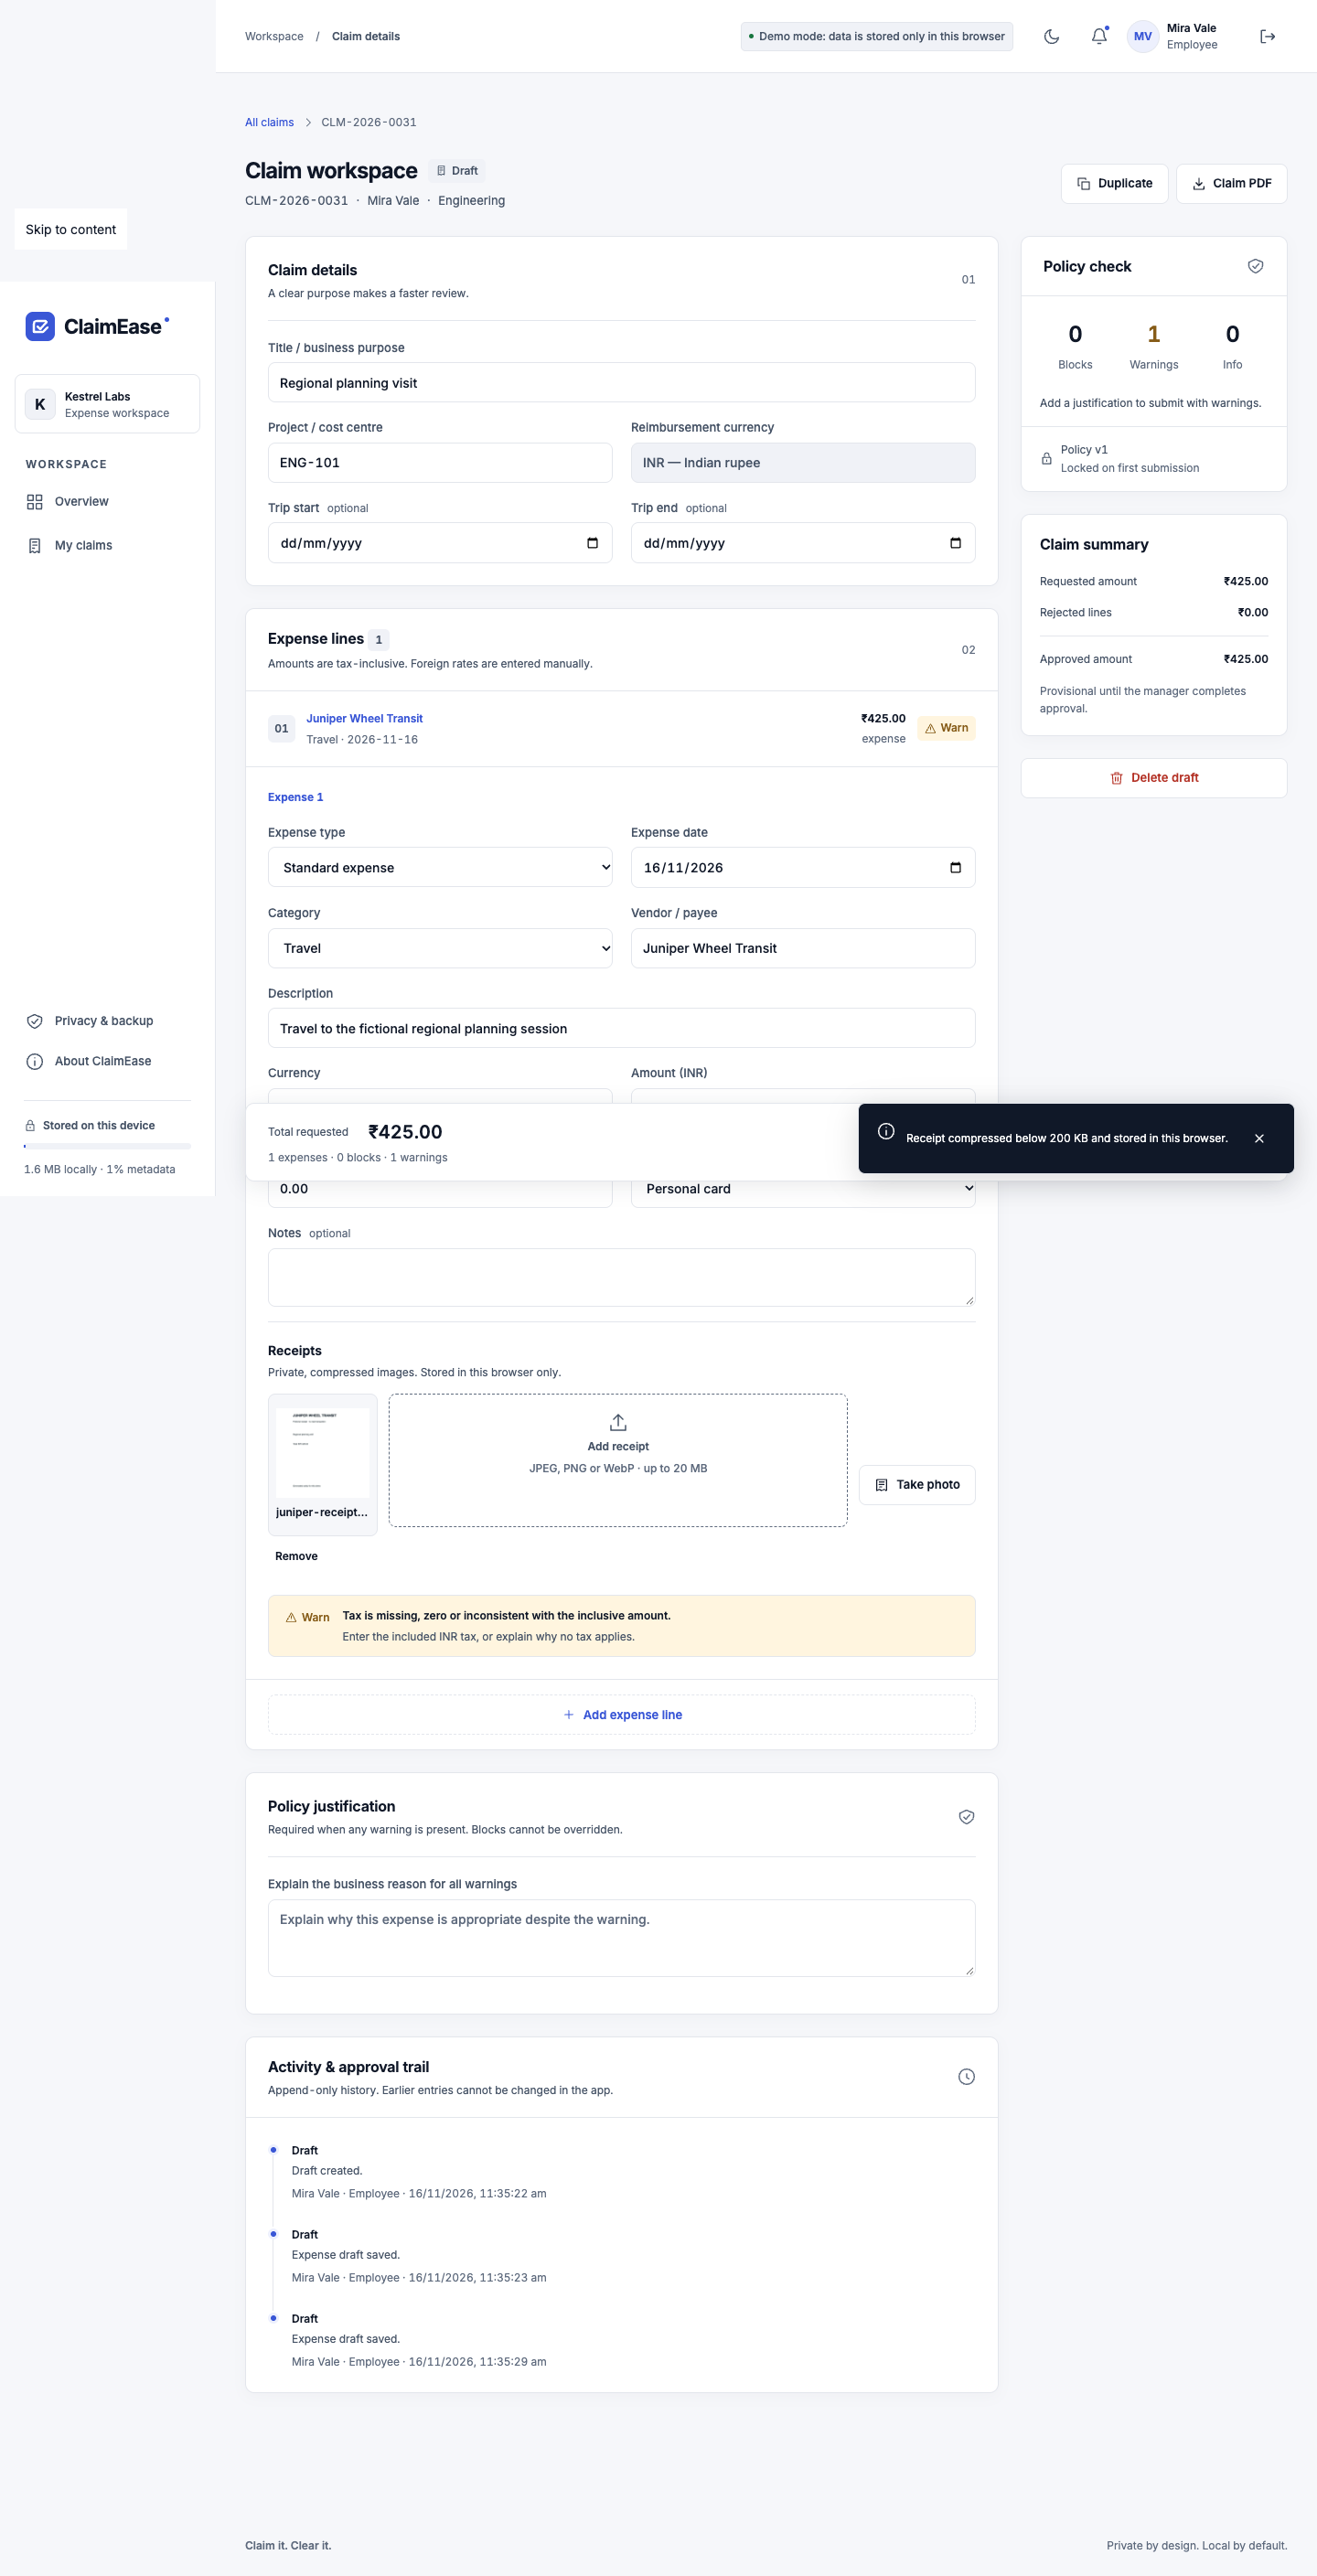 Workspace / Claim details
Demo mode: data is stored only in this browser
MV
Mira Vale
Employee
Skip to content
ClaimEase
K
Kestrel Labs
Expense workspace
WORKSPACE
Overview
My claims
Privacy & backup
About ClaimEase
Stored on this device
1.6 MB locally · 1% metadata
All claims > CLM-2026-0031
Claim workspace
Draft
CLM-2026-0031 · Mira Vale · Engineering
Duplicate
Claim PDF
Claim details
A clear purpose makes a faster review.
01
Title / business purpose
Regional planning visit
Project / cost centre
Reimbursement currency
ENG-101
INR — Indian rupee
Trip start optional
Trip end optional
dd/mm/yyyy
dd/mm/yyyy
Expense lines 1
Amounts are tax-inclusive. Foreign rates are entered manually.
02
01
Juniper Wheel Transit
Travel · 2026-11-16
₹425.00
expense
Warn
Expense 1
Expense type
Expense date
Standard expense
16/11/2026
Category
Vendor / payee
Travel
Juniper Wheel Transit
Description
Travel to the fictional regional planning session
Currency
Amount (INR)
Total requested ₹425.00
1 expenses · 0 blocks · 1 warnings
Receipt compressed below 200 KB and stored in this browser.
0.00
Personal card
Notes optional
Receipts
Private, compressed images. Stored in this browser only.
JUNIPER WHEEL TRANSIT
juniper-receipt...
Remove
Add receipt
JPEG, PNG or WebP · up to 20 MB
Take photo
Warn
Tax is missing, zero or inconsistent with the inclusive amount.
Enter the included INR tax, or explain why no tax applies.
+ Add expense line
Policy justification
Required when any warning is present. Blocks cannot be overridden.
Explain the business reason for all warnings
Explain why this expense is appropriate despite the warning.
Activity & approval trail
Append-only history. Earlier entries cannot be changed in the app.
Draft
Draft created.
Mira Vale · Employee · 16/11/2026, 11:35:22 am
Draft
Expense draft saved.
Mira Vale · Employee · 16/11/2026, 11:35:23 am
Draft
Expense draft saved.
Mira Vale · Employee · 16/11/2026, 11:35:29 am
Policy check
0
1
0
Blocks
Warnings
Info
Add a justification to submit with warnings.
Policy v1
Locked on first submission
Claim summary
Requested amount ₹425.00
Rejected lines ₹0.00
Approved amount ₹425.00
Provisional until the manager completes
approval.
Delete draft
Claim it. Clear it.
Private by design. Local by default.